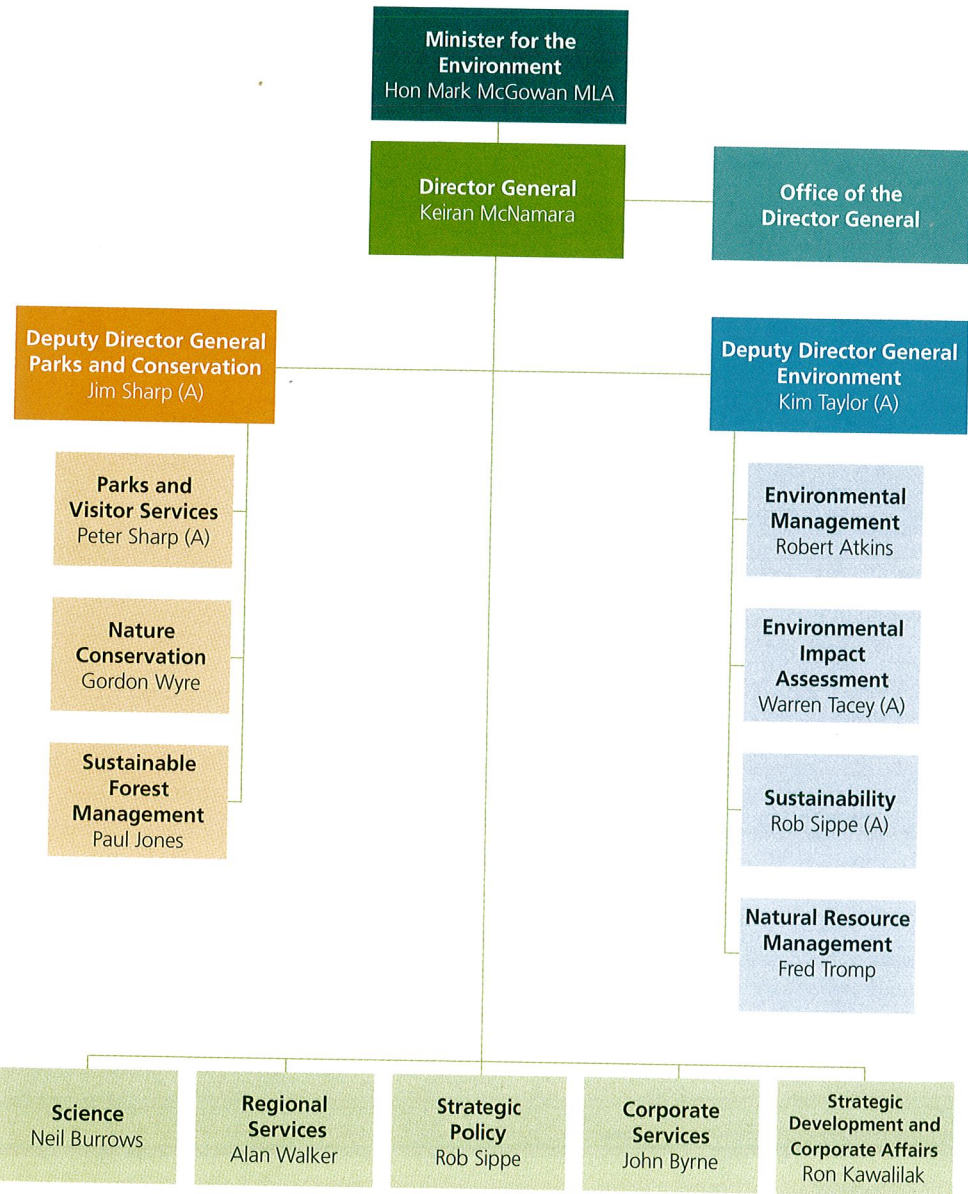 Minister for the
Environment
Hon Mark McGowan MLA
Director General
Keiran McNamara
Office of the
Director General
Deputy Director General
Parks and Conservation
Jim Sharp (A)
Deputy Director General
Environment
Kim Taylor (A)
Parks and
Visitor Services
Peter Sharp (A)
Nature
Conservation
Gordon Wyre
Sustainable
Forest
Management
Paul Jones
Environmental
Management
Robert Atkins
Environmental
Impact
Assessment
Warren Tacey (A)
Sustainability
Rob Sippe (A)
Natural Resource
Management
Fred Tromp
Science
Neil Burrows
Regional
Services
Alan Walker
Strategic
Policy
Rob Sippe
Corporate
Services
John Byrne
Strategic
Development and
Corporate Affairs
Ron Kawalilak